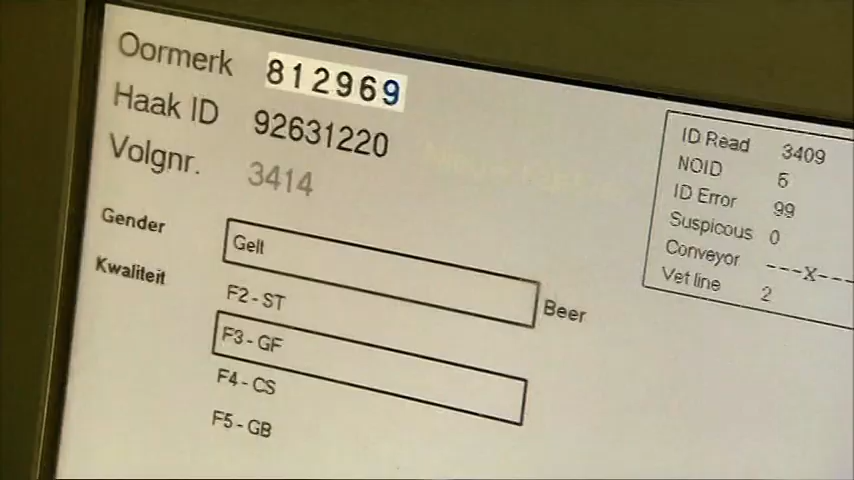 Oormerk 812969
Haak ID 92631220
Volgnr. 3414
Gender Gelt Beer
Kwaliteit
F2 - ST
F3 - GF
F4 - CS
F5 - GB
ID Read 3409
NOID 5
ID Error 99
Suspicous 0
Conveyor ---X---
Vet line 2